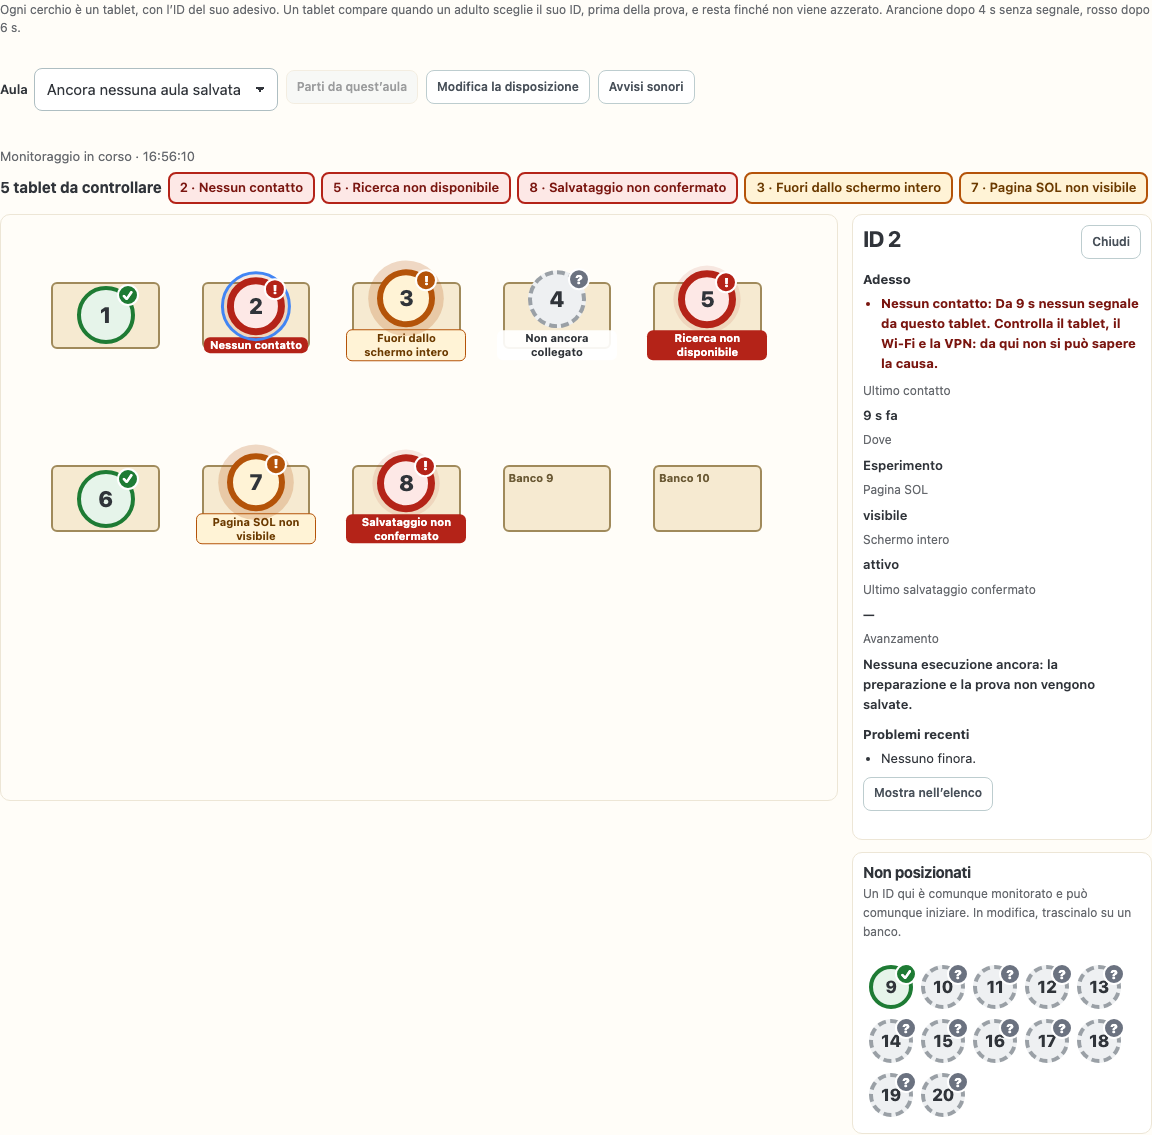 Ogni cerchio è un tablet, con l’ID del suo adesivo. Un tablet compare quando un adulto sceglie il suo ID, prima della prova, e resta finché non viene azzerato. Arancione dopo 4 s senza segnale, rosso dopo
6 s.
Aula
Ancora nessuna aula salvata
Parti da quest’aula
Modifica la disposizione
Avvisi sonori
Monitoraggio in corso · 16:56:10
5 tablet da controllare
2 · Nessun contatto
5 · Ricerca non disponibile
8 · Salvataggio non confermato
3 · Fuori dallo schermo intero
7 · Pagina SOL non visibile
1
2
!
Nessun contatto
3
!
Fuori dallo
schermo intero
4
?
Non ancora
collegato
5
!
Ricerca non
disponibile
6
7
!
Pagina SOL non
visibile
8
!
Salvataggio non
confermato
Banco 9
Banco 10
ID 2
Chiudi
Adesso
• Nessun contatto: Da 9 s nessun segnale
da questo tablet. Controlla il tablet, il
Wi-Fi e la VPN: da qui non si può sapere
la causa.
Ultimo contatto
9 s fa
Dove
Esperimento
Pagina SOL
visibile
Schermo intero
attivo
Ultimo salvataggio confermato
—
Avanzamento
Nessuna esecuzione ancora: la
preparazione e la prova non vengono
salvate.
Problemi recenti
• Nessuno finora.
Mostra nell’elenco
Non posizionati
Un ID qui è comunque monitorato e può
comunque iniziare. In modifica, trascinalo su un
banco.
9
10 ?
11 ?
12 ?
13 ?
14 ?
15 ?
16 ?
17 ?
18 ?
19 ?
20 ?